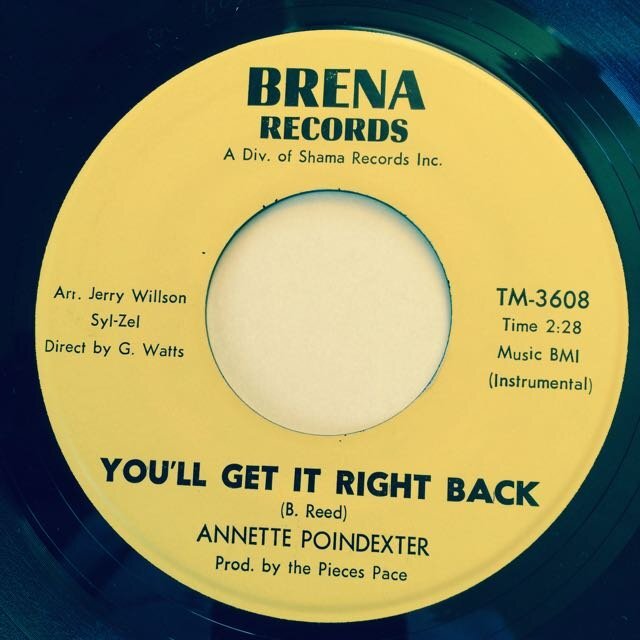 BRENA
RECORDS
A Div. of Shama Records Inc.
Arr. Jerry Willson
Syl-Zel
Direct by G. Watts
TM-3608
Time 2:28
Music BMI
(Instrumental)
YOU'LL GET IT RIGHT BACK
(B. Reed)
ANNETTE POINDEXTER
Prod. by the Pieces Pace